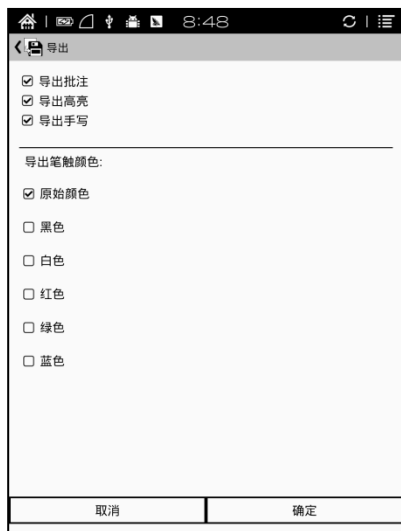 8:48
导出
导出批注
导出高亮
导出手写
导出笔触颜色:
原始颜色
黑色
白色
红色
绿色
蓝色
取消
确定